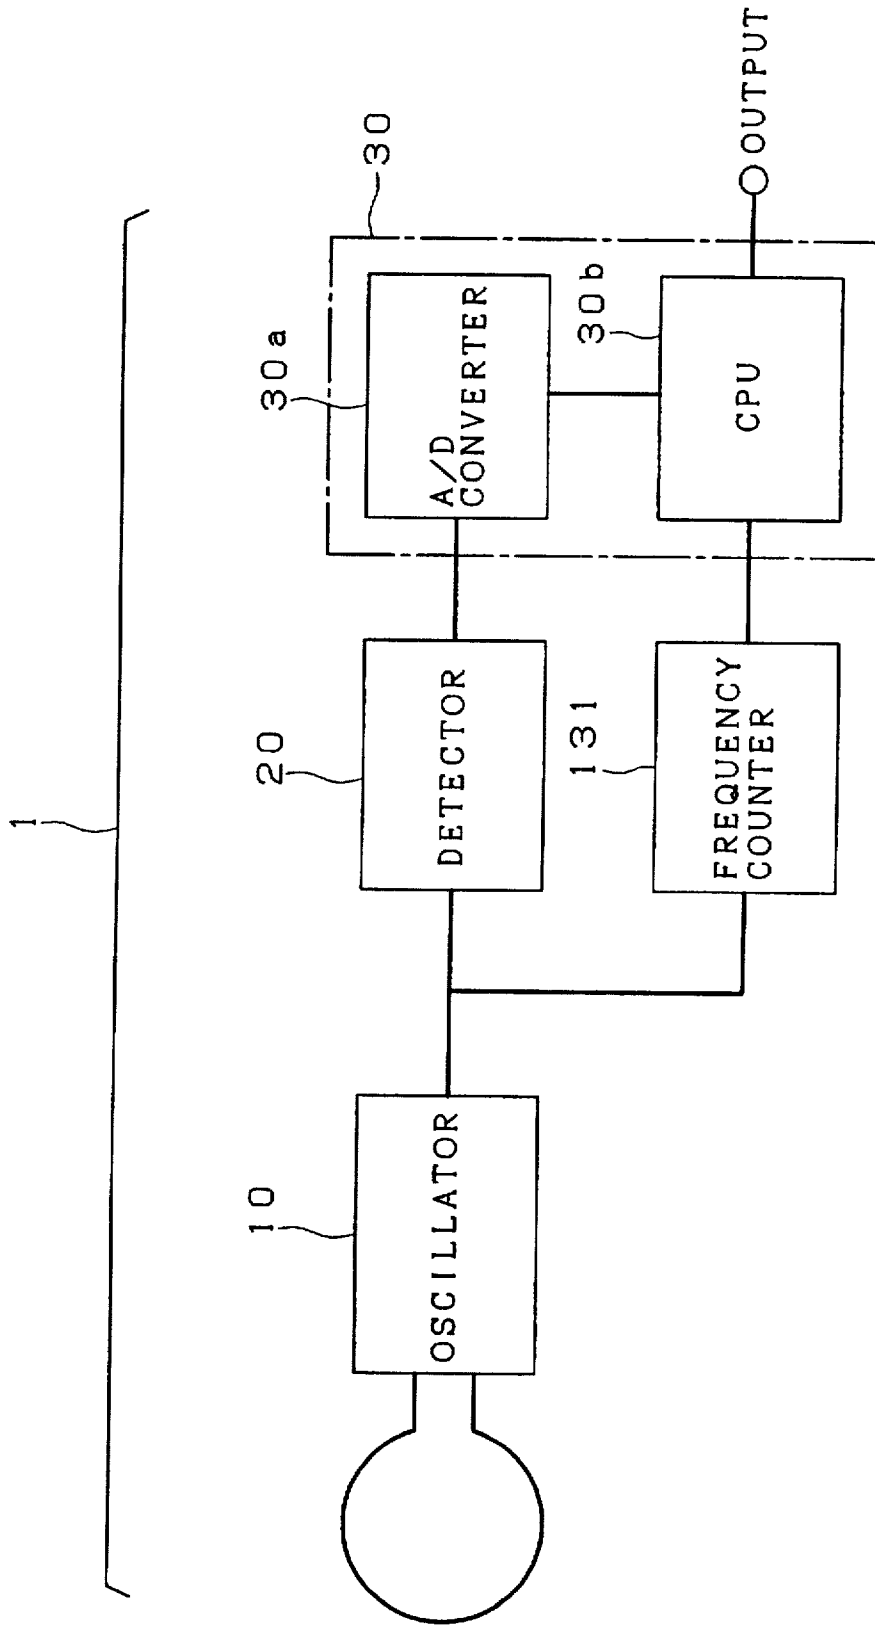 1
10
OSCILLATOR
20
DETECTOR
131
FREQUENCY
COUNTER
30
30a
A/D
CONVERTER
30b
CPU
OUTPUT